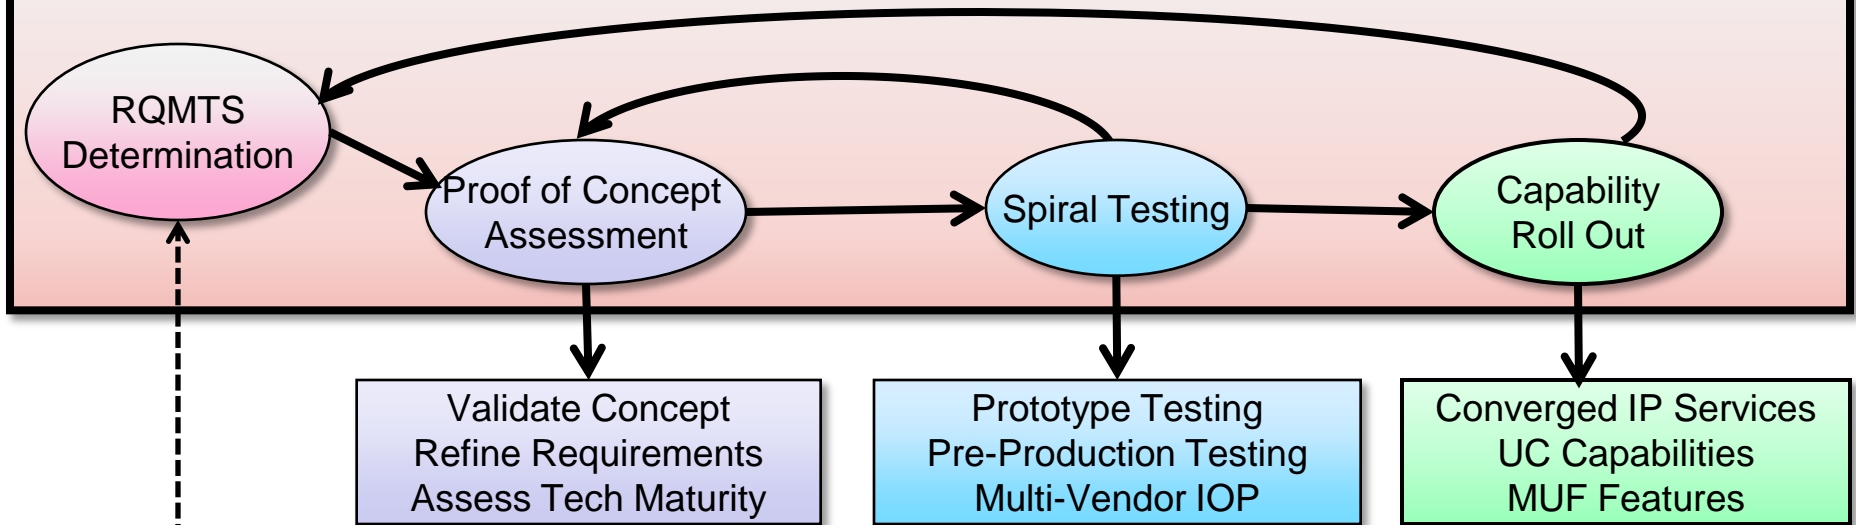 RQMTS
Determination
Proof of Concept
Assessment
Spiral Testing
Capability
Roll Out
Validate Concept
Refine Requirements
Assess Tech Maturity
Prototype Testing
Pre-Production Testing
Multi-Vendor IOP
Converged IP Services
UC Capabilities
MUF Features